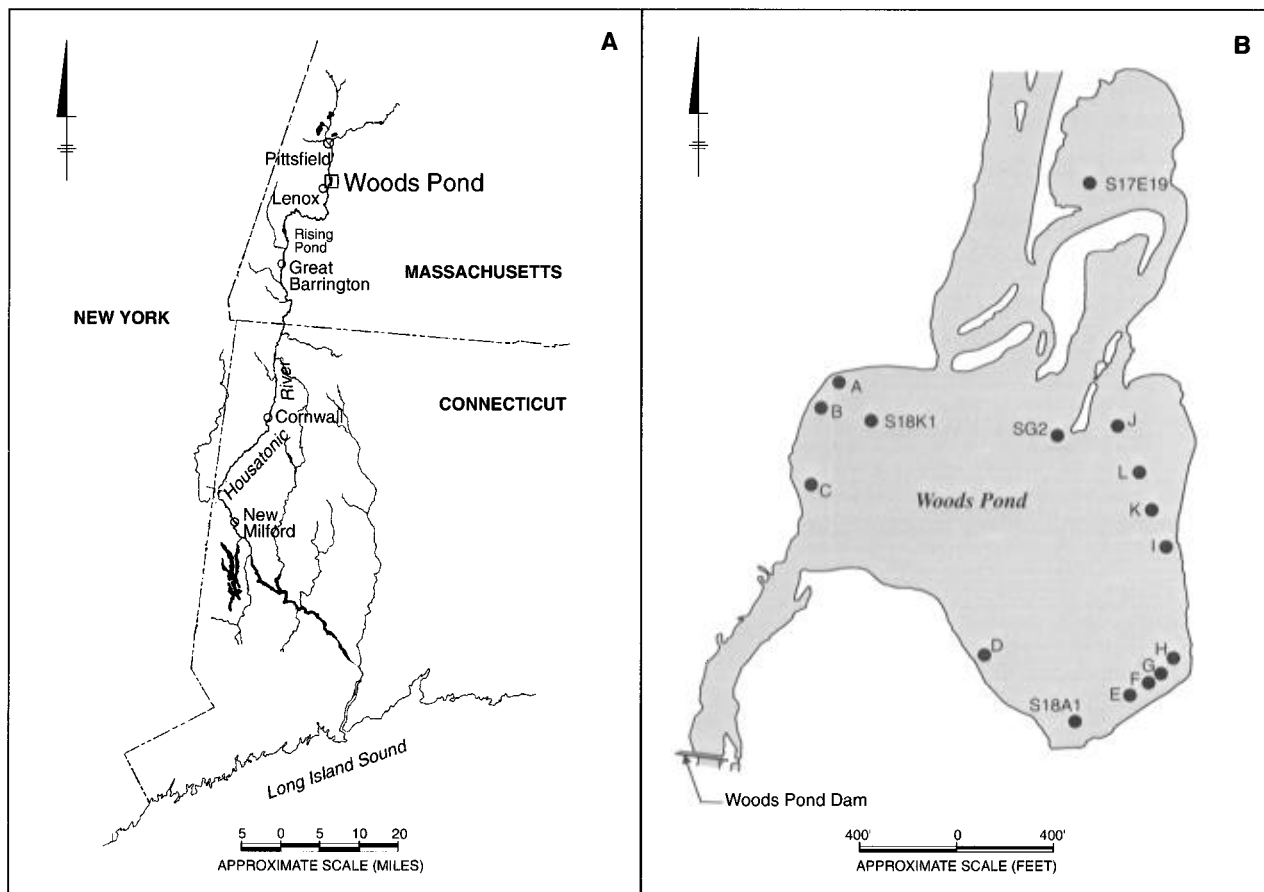 A
Pittsfield
Woods Pond
Lenox
Rising
Pond
Great
Barrington
MASSACHUSETTS
NEW YORK
River
CONNECTICUT
Cornwall
Housatonic
New
Milford
Long Island Sound
5 0 5 10 20
APPROXIMATE SCALE (MILES)
B
S17E19
A
B
S18K1
SG2
J
L
C
Woods Pond
K
I
D
H
G
F
E
S18A1
Woods Pond Dam
400' 0 400'
APPROXIMATE SCALE (FEET)